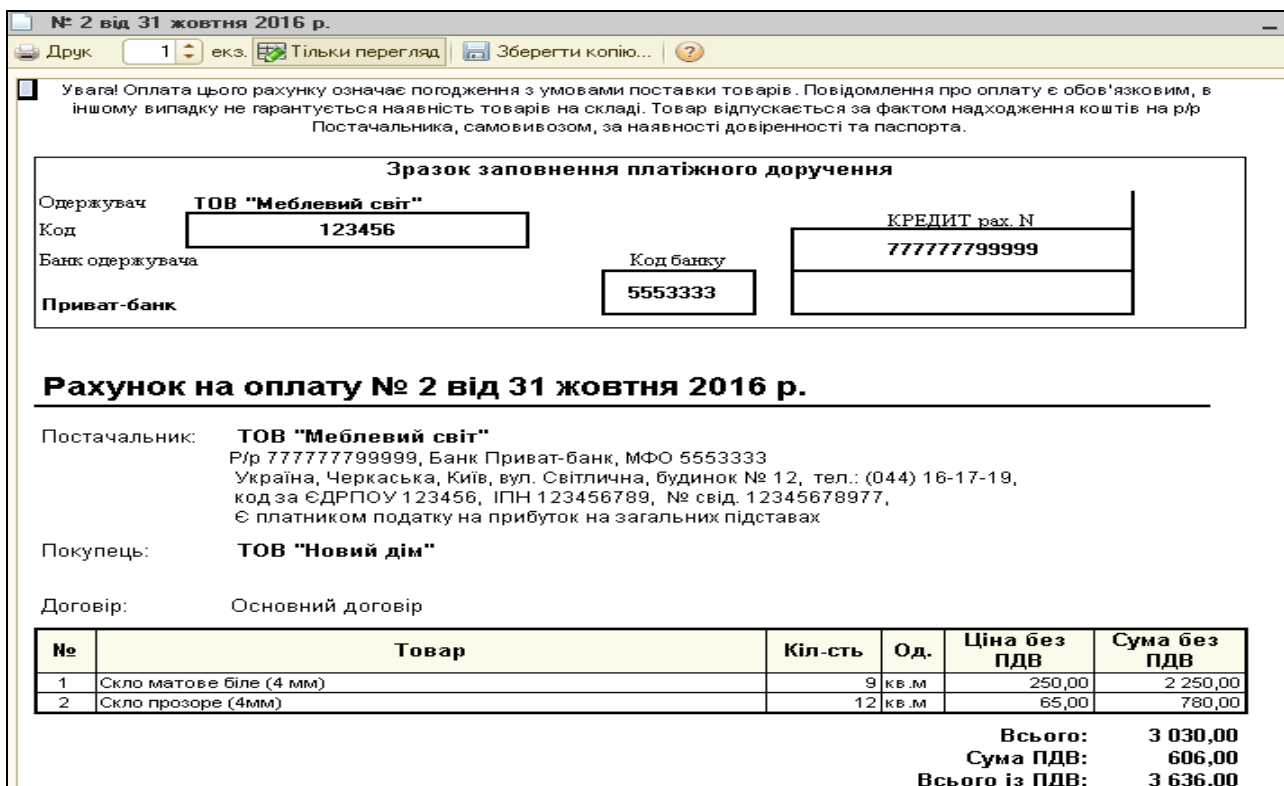 № 2 від 31 жовтня 2016 р.
Друк 1 екз. Тільки перегляд Зберегти копію... ?
Увага! Оплата цього рахунку означає погодження з умовами поставки товарів. Повідомлення про оплату є обов'язковим, в
іншому випадку не гарантується наявність товарів на складі. Товар відпускається за фактом надходження коштів на р/р
Постачальника, самовивозом, за наявності довіренності та паспорта.
Зразок заповнення платіжного доручення
Одержувач ТОВ "Меблевий світ"
Код 123456 КРЕДИТ рах. N
777777799999
Банк одержувача Код банку
Приват-банк 5553333
Рахунок на оплату № 2 від 31 жовтня 2016 р.
Постачальник: ТОВ "Меблевий світ"
Р/р 777777799999, Банк Приват-банк, МФО 5553333
Україна, Черкаська, Київ, вул. Світлична, будинок № 12, тел.: (044) 16-17-19,
код за ЄДРПОУ 123456, ІПН 123456789, № свід. 12345678977,
Є платником податку на прибуток на загальних підставах
Покупець: ТОВ "Новий дім"
Договір: Основний договір
№ Товар Кіл-сть Од. Ціна без ПДВ Сума без ПДВ
1 Скло матове біле (4 мм) 9 кв.м 250,00 2 250,00
2 Скло прозоре (4мм) 12 кв.м 65,00 780,00
Всього: 3 030,00
Сума ПДВ: 606,00
Всього із ПДВ: 3 636,00